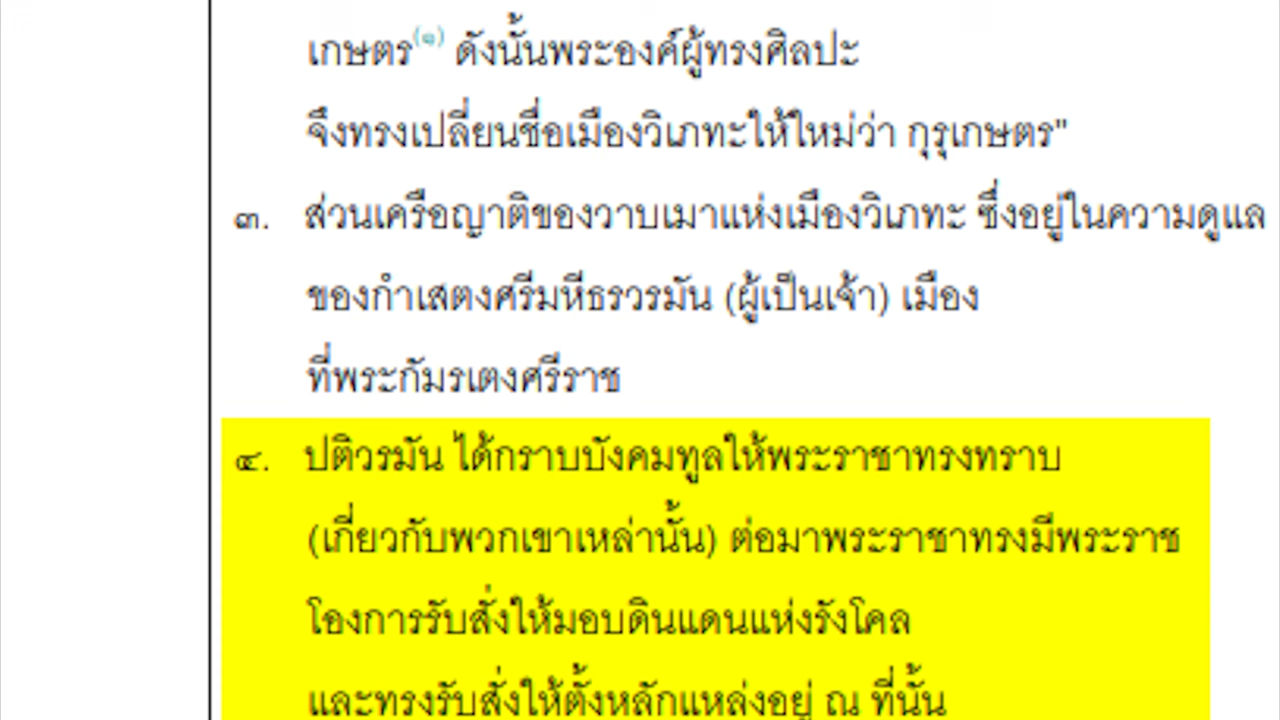 เกษตร(๑) ดังนั้นพระองค์ผู้ทรงศิลปะ
จึงทรงเปลี่ยนชื่อเมืองวิเภทะให้ใหม่ว่า กุรุเกษตร"
๓. ส่วนเครือญาติของวาบเมาแห่งเมืองวิเภทะ ซึ่งอยู่ในความดูแล
ของกำเสตงศรีมหีธรวรมัน (ผู้เป็นเจ้า) เมือง
ที่พระกัมรเตงศรีราช
๔. ปติวรมัน ได้กราบบังคมทูลให้พระราชาทรงทราบ
(เกี่ยวกับพวกเขาเหล่านั้น) ต่อมาพระราชาทรงมีพระราช
โองการรับสั่งให้มอบดินแดนแห่งรังโคล
และทรงรับสั่งให้ตั้งหลักแหล่งอยู่ ณ ที่นั้น